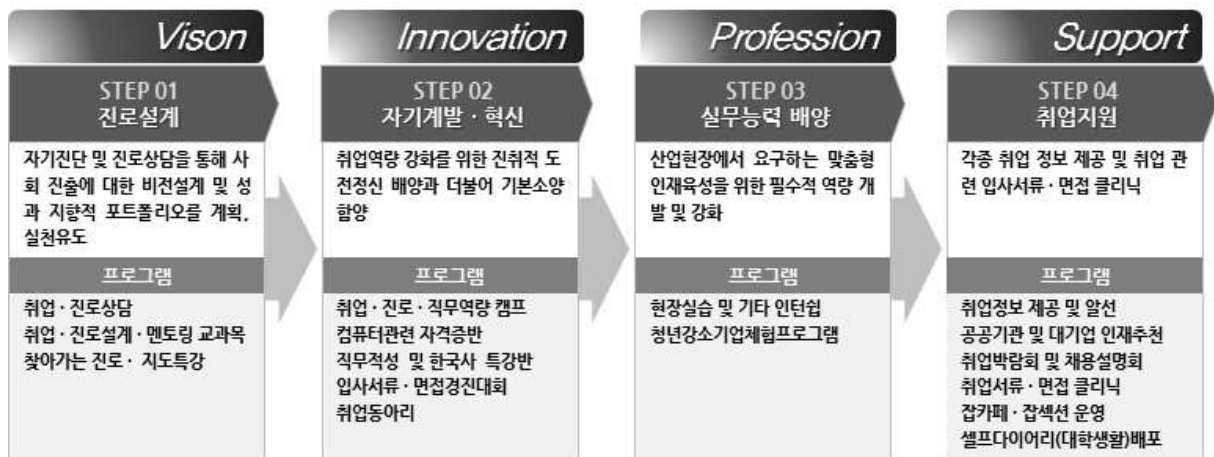 Vison
STEP 01
진로설계
자기진단 및 진로상담을 통해 사
회 진출에 대한 비전설계 및 성
과 지향적 포트폴리오를 계획,
실천유도
프로그램
취업 · 진로상담
취업 · 진로설계 · 멘토링 교과목
찾아가는 진로 · 지도특강
Innovation
STEP 02
자기계발 · 혁신
취업역량 강화를 위한 진취적 도
전정신 배양과 더불어 기본소양
함양
프로그램
취업 · 진로 · 직무역량 캠프
컴퓨터관련 자격증반
직무적성 및 한국사 특강반
입사서류 · 면접경진대회
취업동아리
Profession
STEP 03
실무능력 배양
산업현장에서 요구하는 맞춤형
인재육성을 위한 필수적 역량 개
발 및 강화
프로그램
현장실습 및 기타 인턴쉽
청년강소기업체험프로그램
Support
STEP 04
취업지원
각종 취업 정보 제공 및 취업 관
련 입사서류 · 면접 클리닉
프로그램
취업정보 제공 및 알선
공공기관 및 대기업 인재추천
취업박람회 및 채용설명회
취업서류 · 면접 클리닉
잡카페 · 잡섹션 운영
셀프다이어리(대학생활)배포